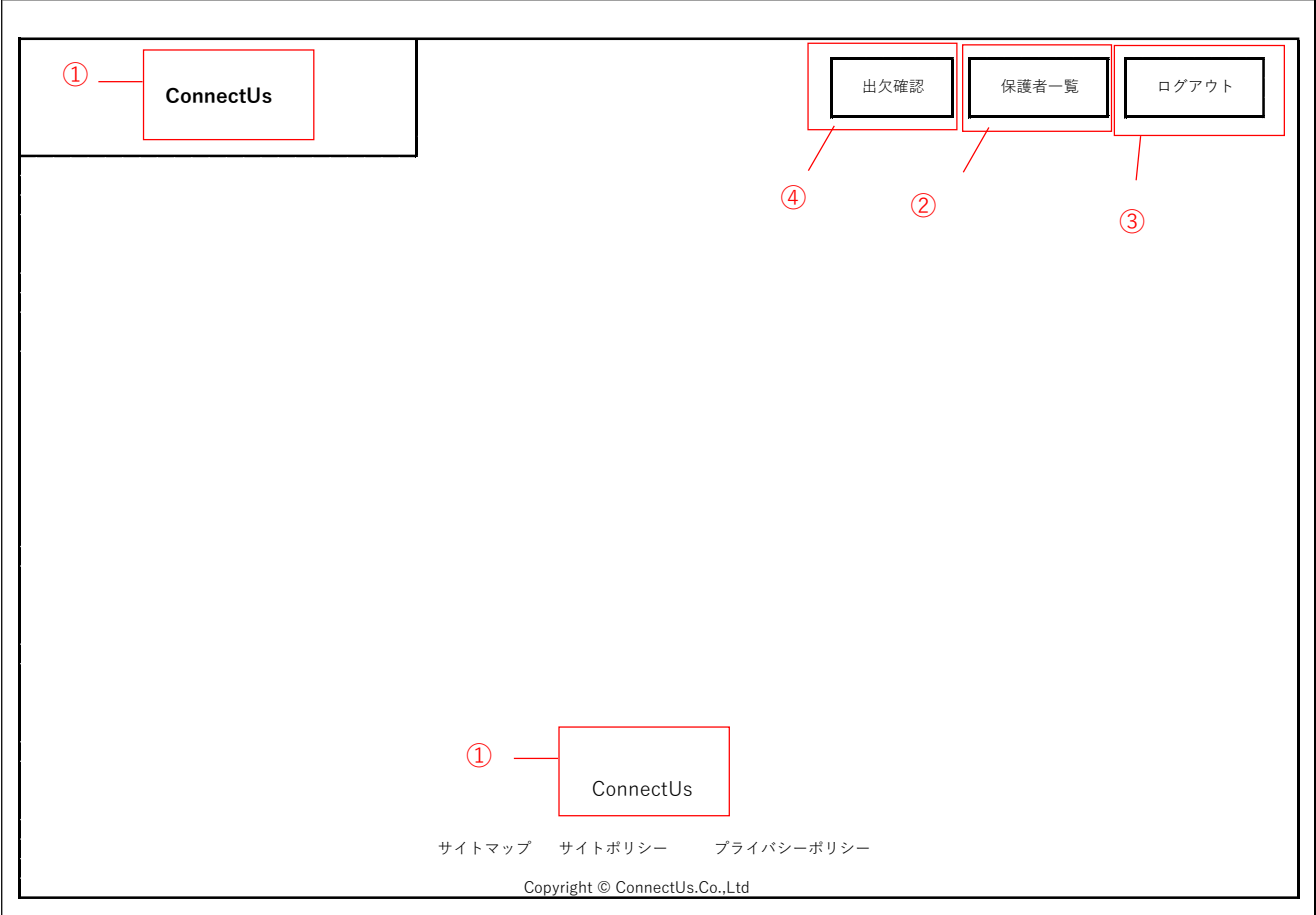 ① ConnectUs 出欠確認 保護者一覧 ログアウト
④ ② ③
① ConnectUs
サイトマップ サイトポリシー プライバシーポリシー
Copyright © ConnectUs.Co.,Ltd